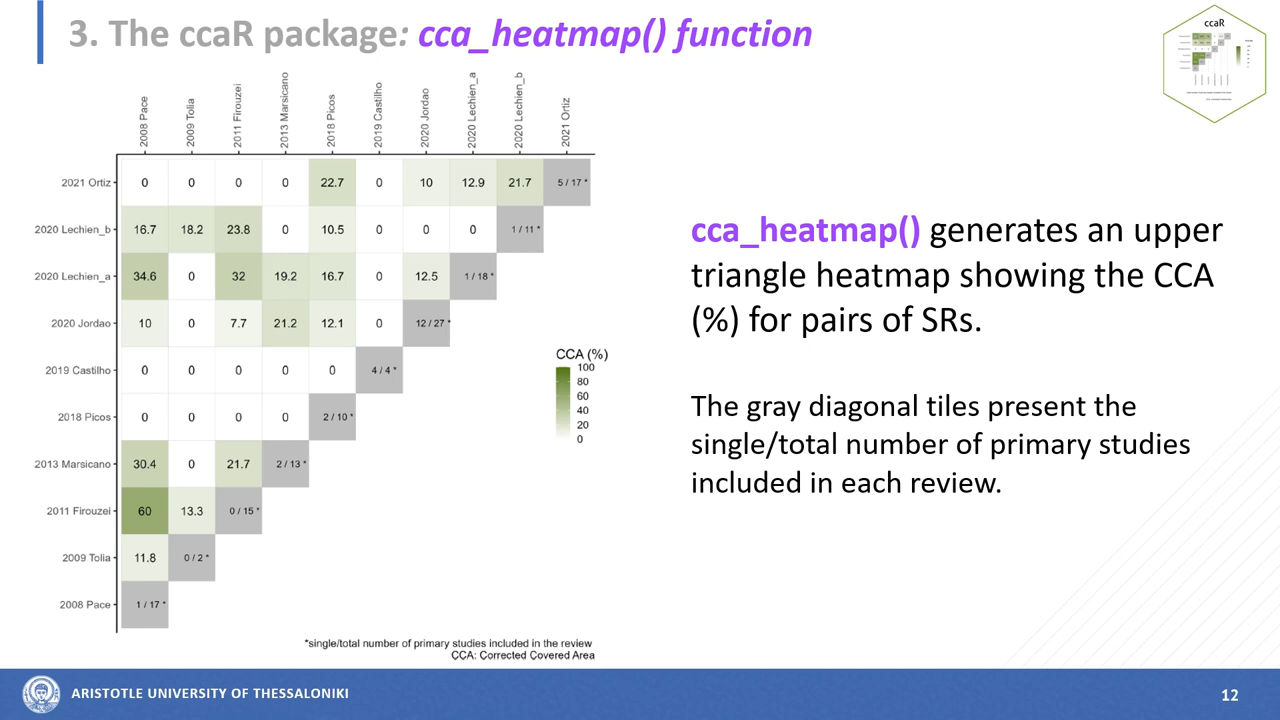 3. The ccaR package: cca_heatmap() function
ccaR
2008 Pace
2009 Tolia
2011 Firouzei
2013 Marsicano
2018 Picos
2019 Castilho
2020 Jordao
2020 Lechien_a
2020 Lechien_b
2021 Ortiz
2021 Ortiz 0 0 0 0 22.7 0 10 12.9 21.7 5 / 17 *
2020 Lechien_b 16.7 18.2 23.8 0 10.5 0 0 0 1 / 11 *
2020 Lechien_a 34.6 0 32 19.2 16.7 0 12.5 1 / 18 *
2020 Jordao 10 0 7.7 21.2 12.1 0 12 / 27 *
2019 Castilho 0 0 0 0 0 4 / 4 *
2018 Picos 0 0 0 0 2 / 10 *
2013 Marsicano 30.4 0 21.7 2 / 13 *
2011 Firouzei 60 13.3 0 / 15 *
2009 Tolia 11.8 0 / 2 *
2008 Pace 1 / 17 *
CCA (%)
100
80
60
40
20
0
*single/total number of primary studies included in the review
CCA: Corrected Covered Area
cca_heatmap() generates an upper
triangle heatmap showing the CCA
(%) for pairs of SRs.
The gray diagonal tiles present the
single/total number of primary studies
included in each review.
ARISTOTLE UNIVERSITY OF THESSALONIKI
12